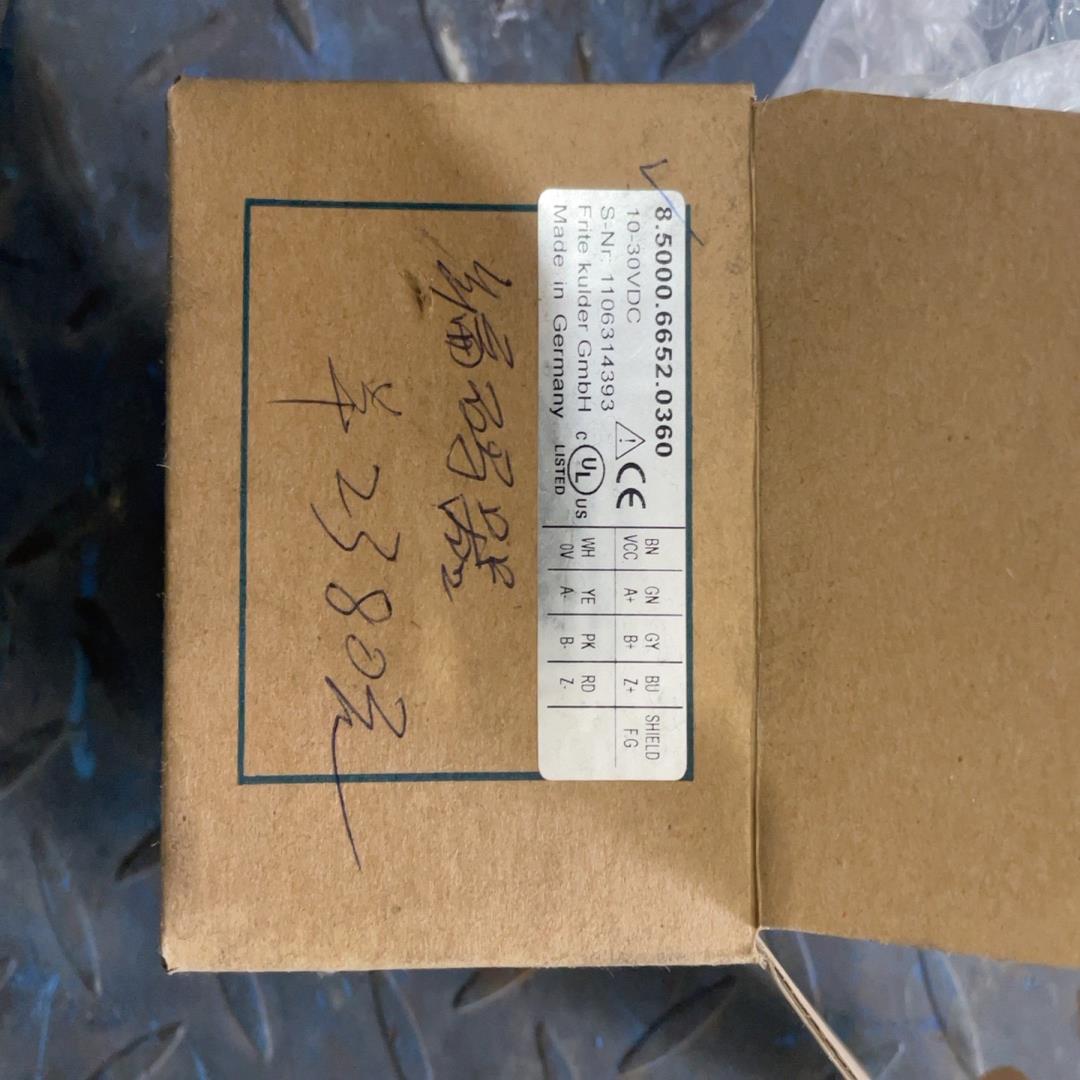 8.5000.6652.0360
10-30VDC
S-Nr. 1106314393
Frite kulder GmbH
Made in Germany
CE
C UL US
LISTED
BN GN GY BU SHIELD
VCC A+ B+ Z+ F.G
WH YE PK RD
0V A- B- Z-
编码器
单 2380元